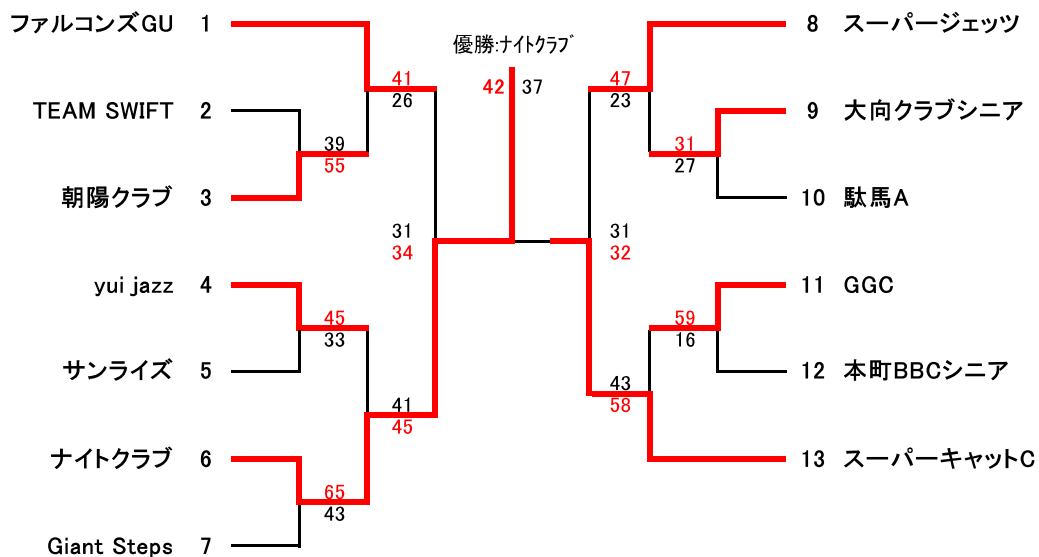 ファルコンズGU 1
8 スーパージェッツ
優勝:ナイトクラブ
41
26
42 37
47
23
TEAM SWIFT 2
9 大向クラブシニア
39
55
31
27
朝陽クラブ 3
10 駄馬A
31
34
31
32
yui jazz 4
11 GGC
45
33
59
16
サンライズ 5
12 本町BBCシニア
41
45
43
58
ナイトクラブ 6
13 スーパーキャットC
65
43
Giant Steps 7